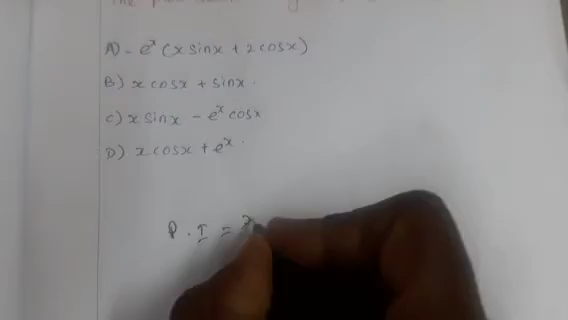 A) - eˣ (x sinx + 2 cosx)
B) x cosx + sinx.
C) x sinx - eˣ cosx
D) x cosx + eˣ.
P. I =